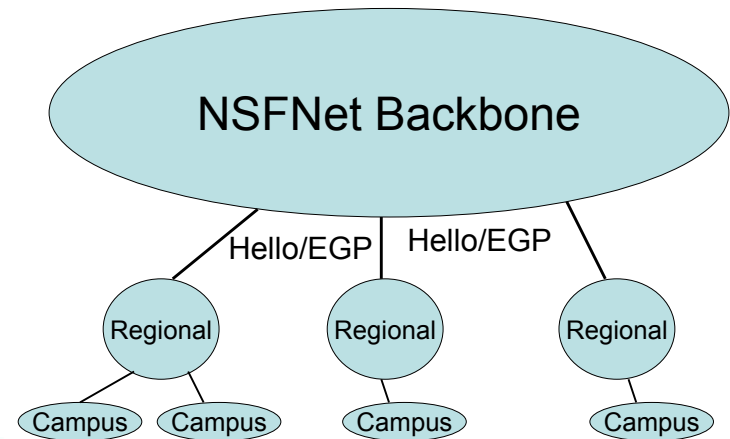 NSFNet Backbone
Hello/EGP
Hello/EGP
Regional
Regional
Regional
Campus
Campus
Campus
Campus